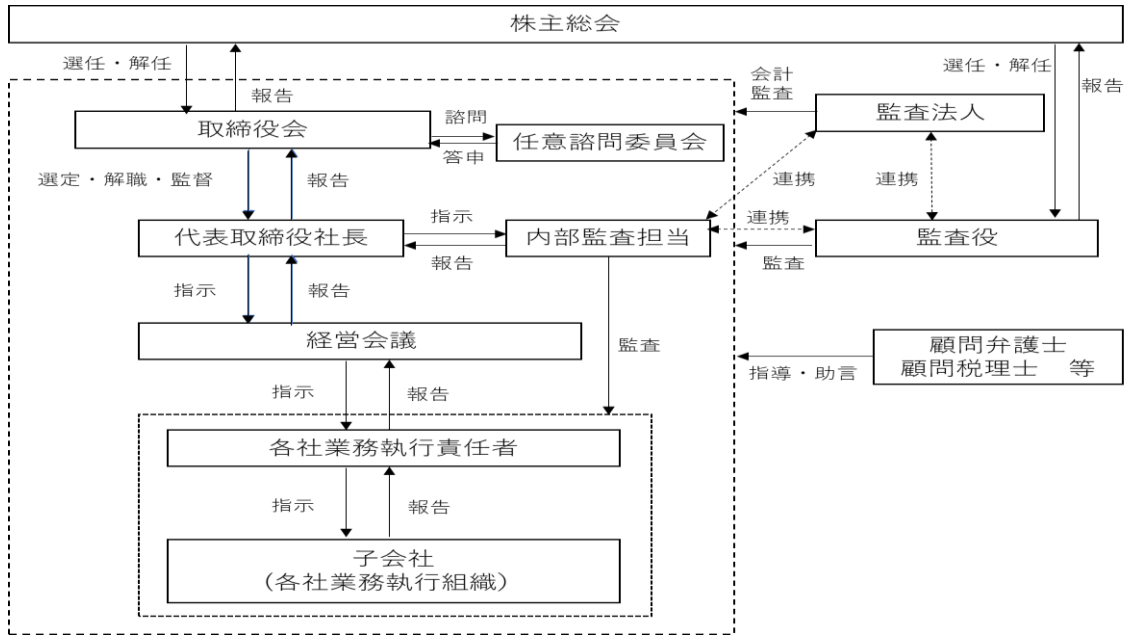 株主総会
選任・解任
報告
会計
監査
選任・解任
報告
取締役会
諮問
答申
任意諮問委員会
監査法人
選定・解職・監督
報告
連携
連携
代表取締役社長
指示
報告
内部監査担当
連携
監査
監査役
指示
報告
経営会議
監査
指導・助言
顧問弁護士
顧問税理士　等
指示
報告
各社業務執行責任者
指示
報告
子会社
(各社業務執行組織)